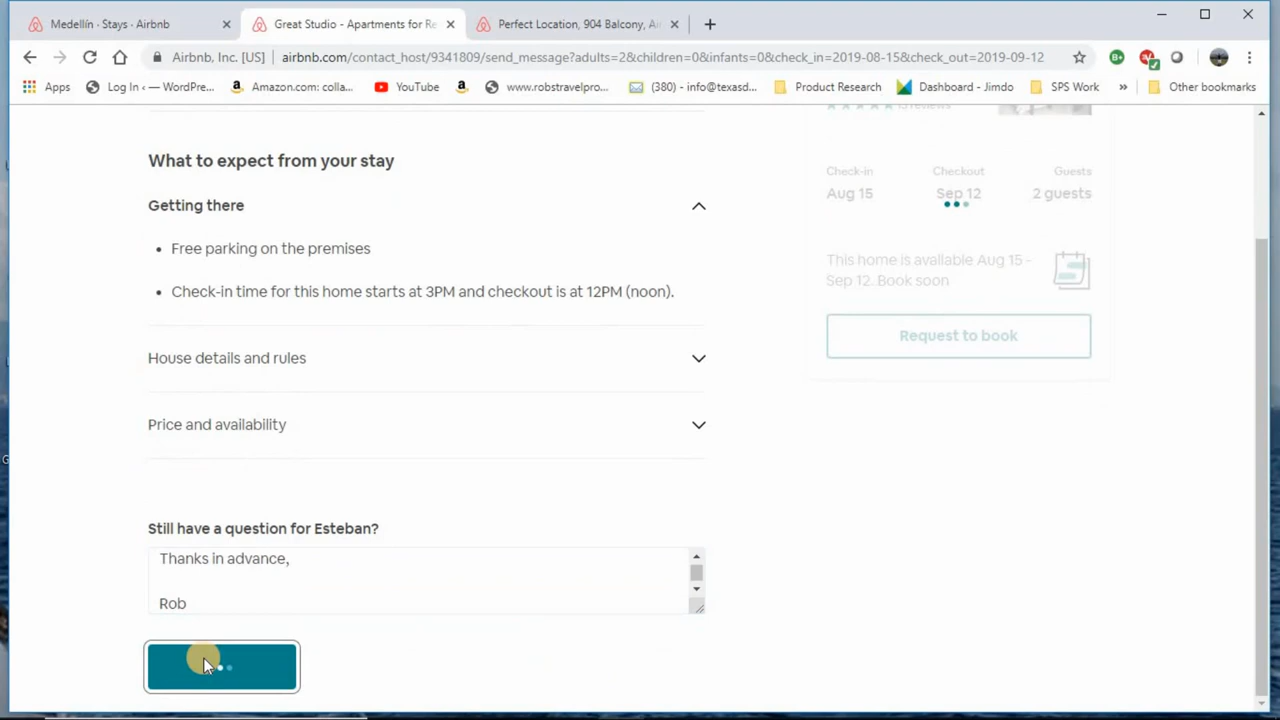 Medellín · Stays · Airbnb
Great Studio - Apartments for Re
Perfect Location, 904 Balcony, Ai
Airbnb, Inc. [US]
airbnb.com/contact_host/9341809/send_message?adults=2&children=0&infants=0&check_in=2019-08-15&check_out=2019-09-12
Apps
Log In ‹ — WordPre...
Amazon.com: colla...
YouTube
www.robstravelpro...
(380) - info@texasd...
Product Research
Dashboard - Jimdo
SPS Work
»
Other bookmarks
15 reviews
What to expect from your stay
Getting there
• Free parking on the premises
• Check-in time for this home starts at 3PM and checkout is at 12PM (noon).
House details and rules
Price and availability
Still have a question for Esteban?
Thanks in advance,
Rob
Check-in Checkout Guests
Aug 15 Sep 12 2 guests
This home is available Aug 15 -
Sep 12. Book soon
Request to book